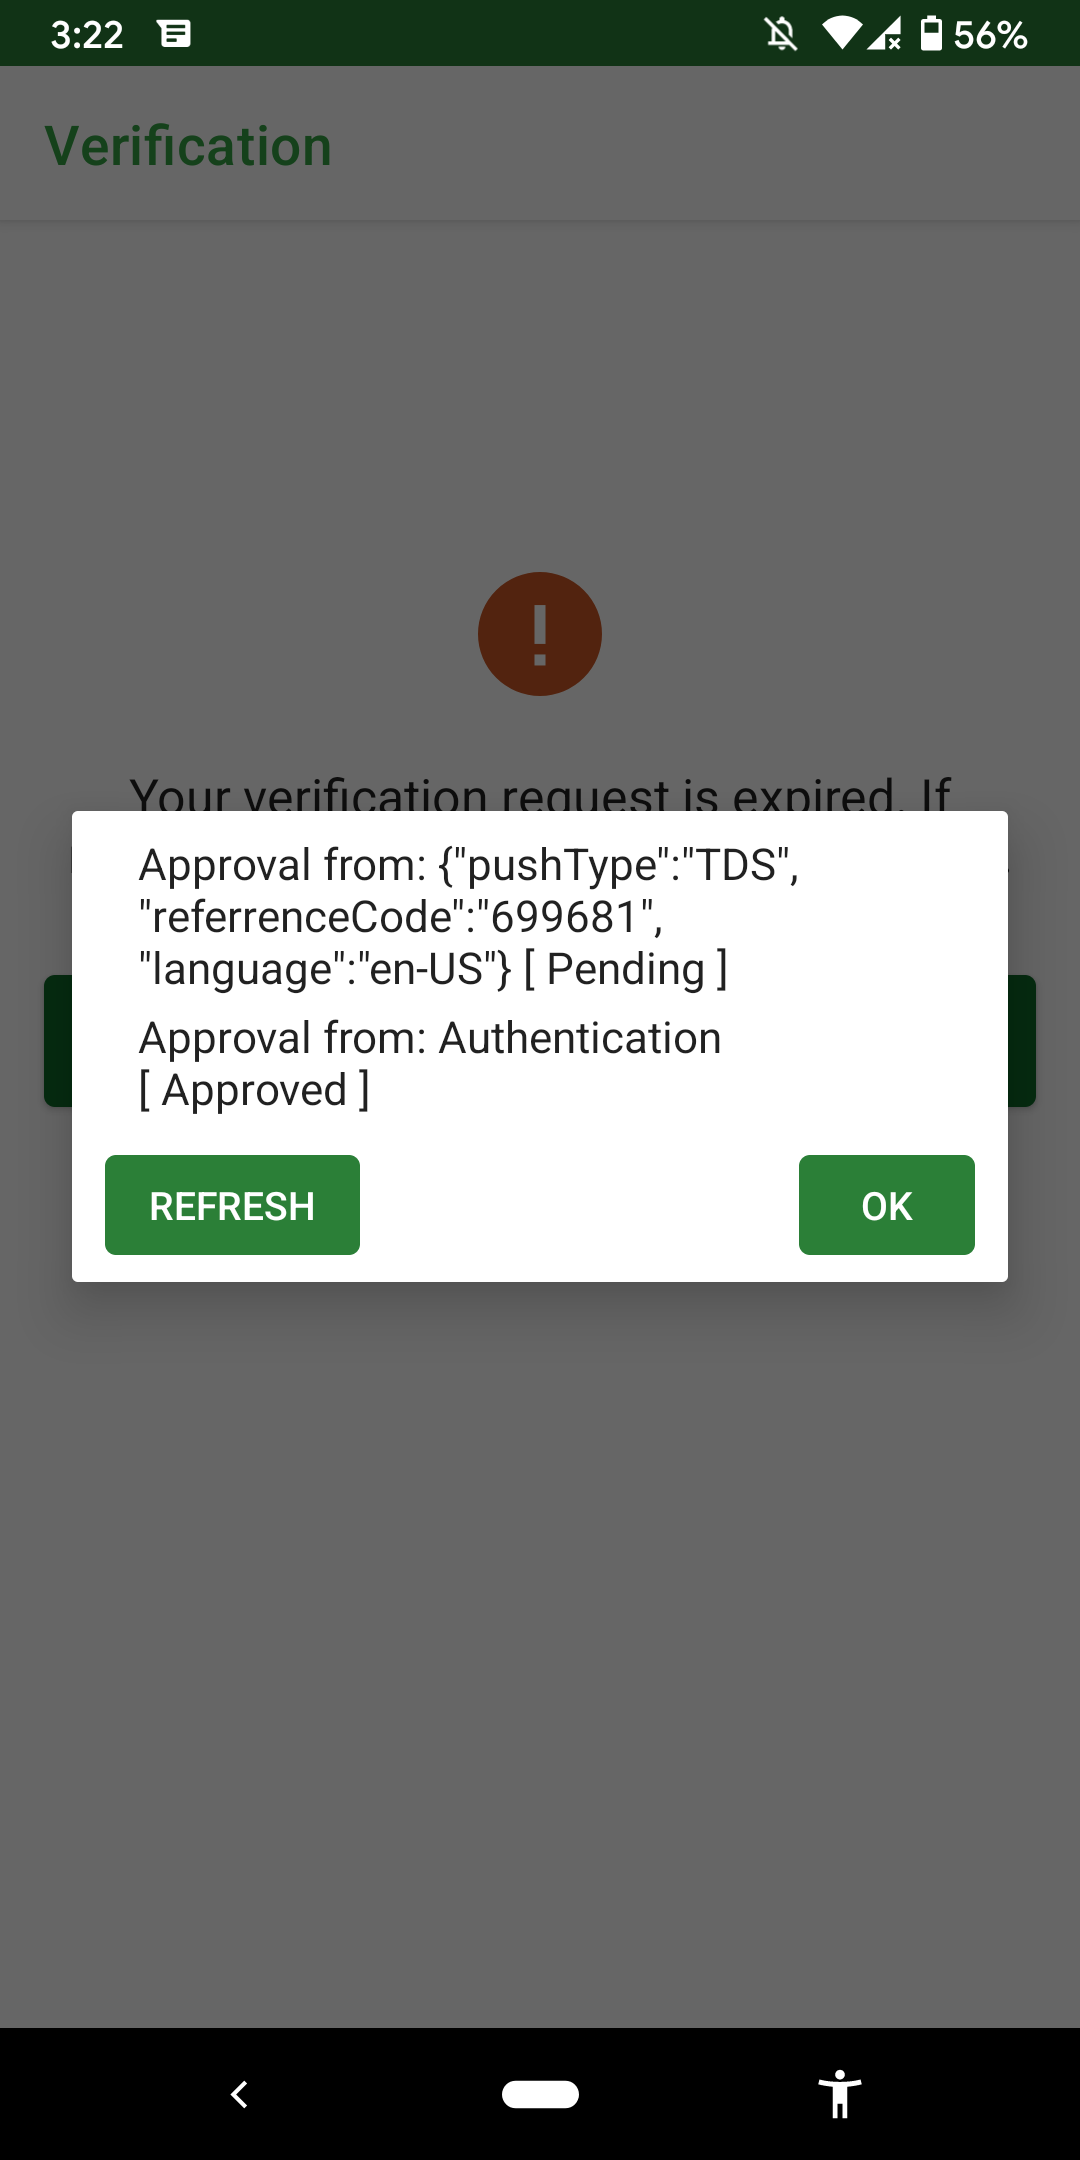 3:22
56%
Verification
Your verification request is expired. If
Approval from: {"pushType":"TDS",
"referrenceCode":"699681",
"language":"en-US"} [ Pending ]
Approval from: Authentication
[ Approved ]
REFRESH
OK